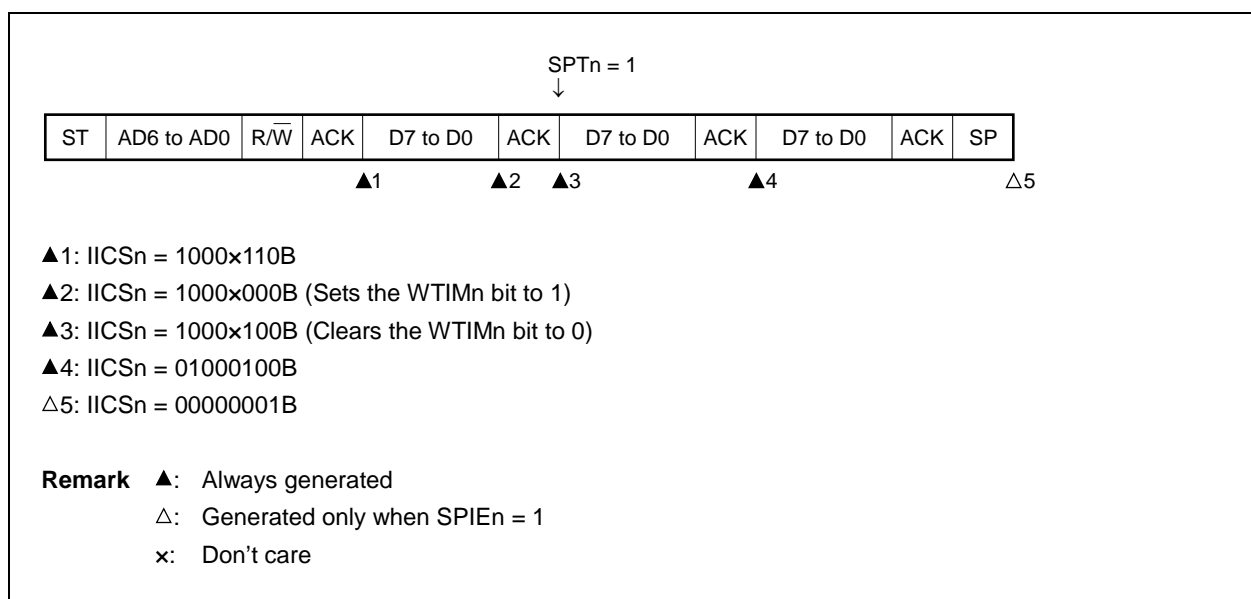 SPTn = 1
↓
ST AD6 to AD0 R/W̅ ACK D7 to D0 ACK D7 to D0 ACK D7 to D0 ACK SP
▲1 ▲2 ▲3 ▲4 △5
▲1: IICSn = 1000×110B
▲2: IICSn = 1000×000B (Sets the WTIMn bit to 1)
▲3: IICSn = 1000×100B (Clears the WTIMn bit to 0)
▲4: IICSn = 01000100B
△5: IICSn = 00000001B
Remark ▲: Always generated
△: Generated only when SPIEn = 1
×: Don't care